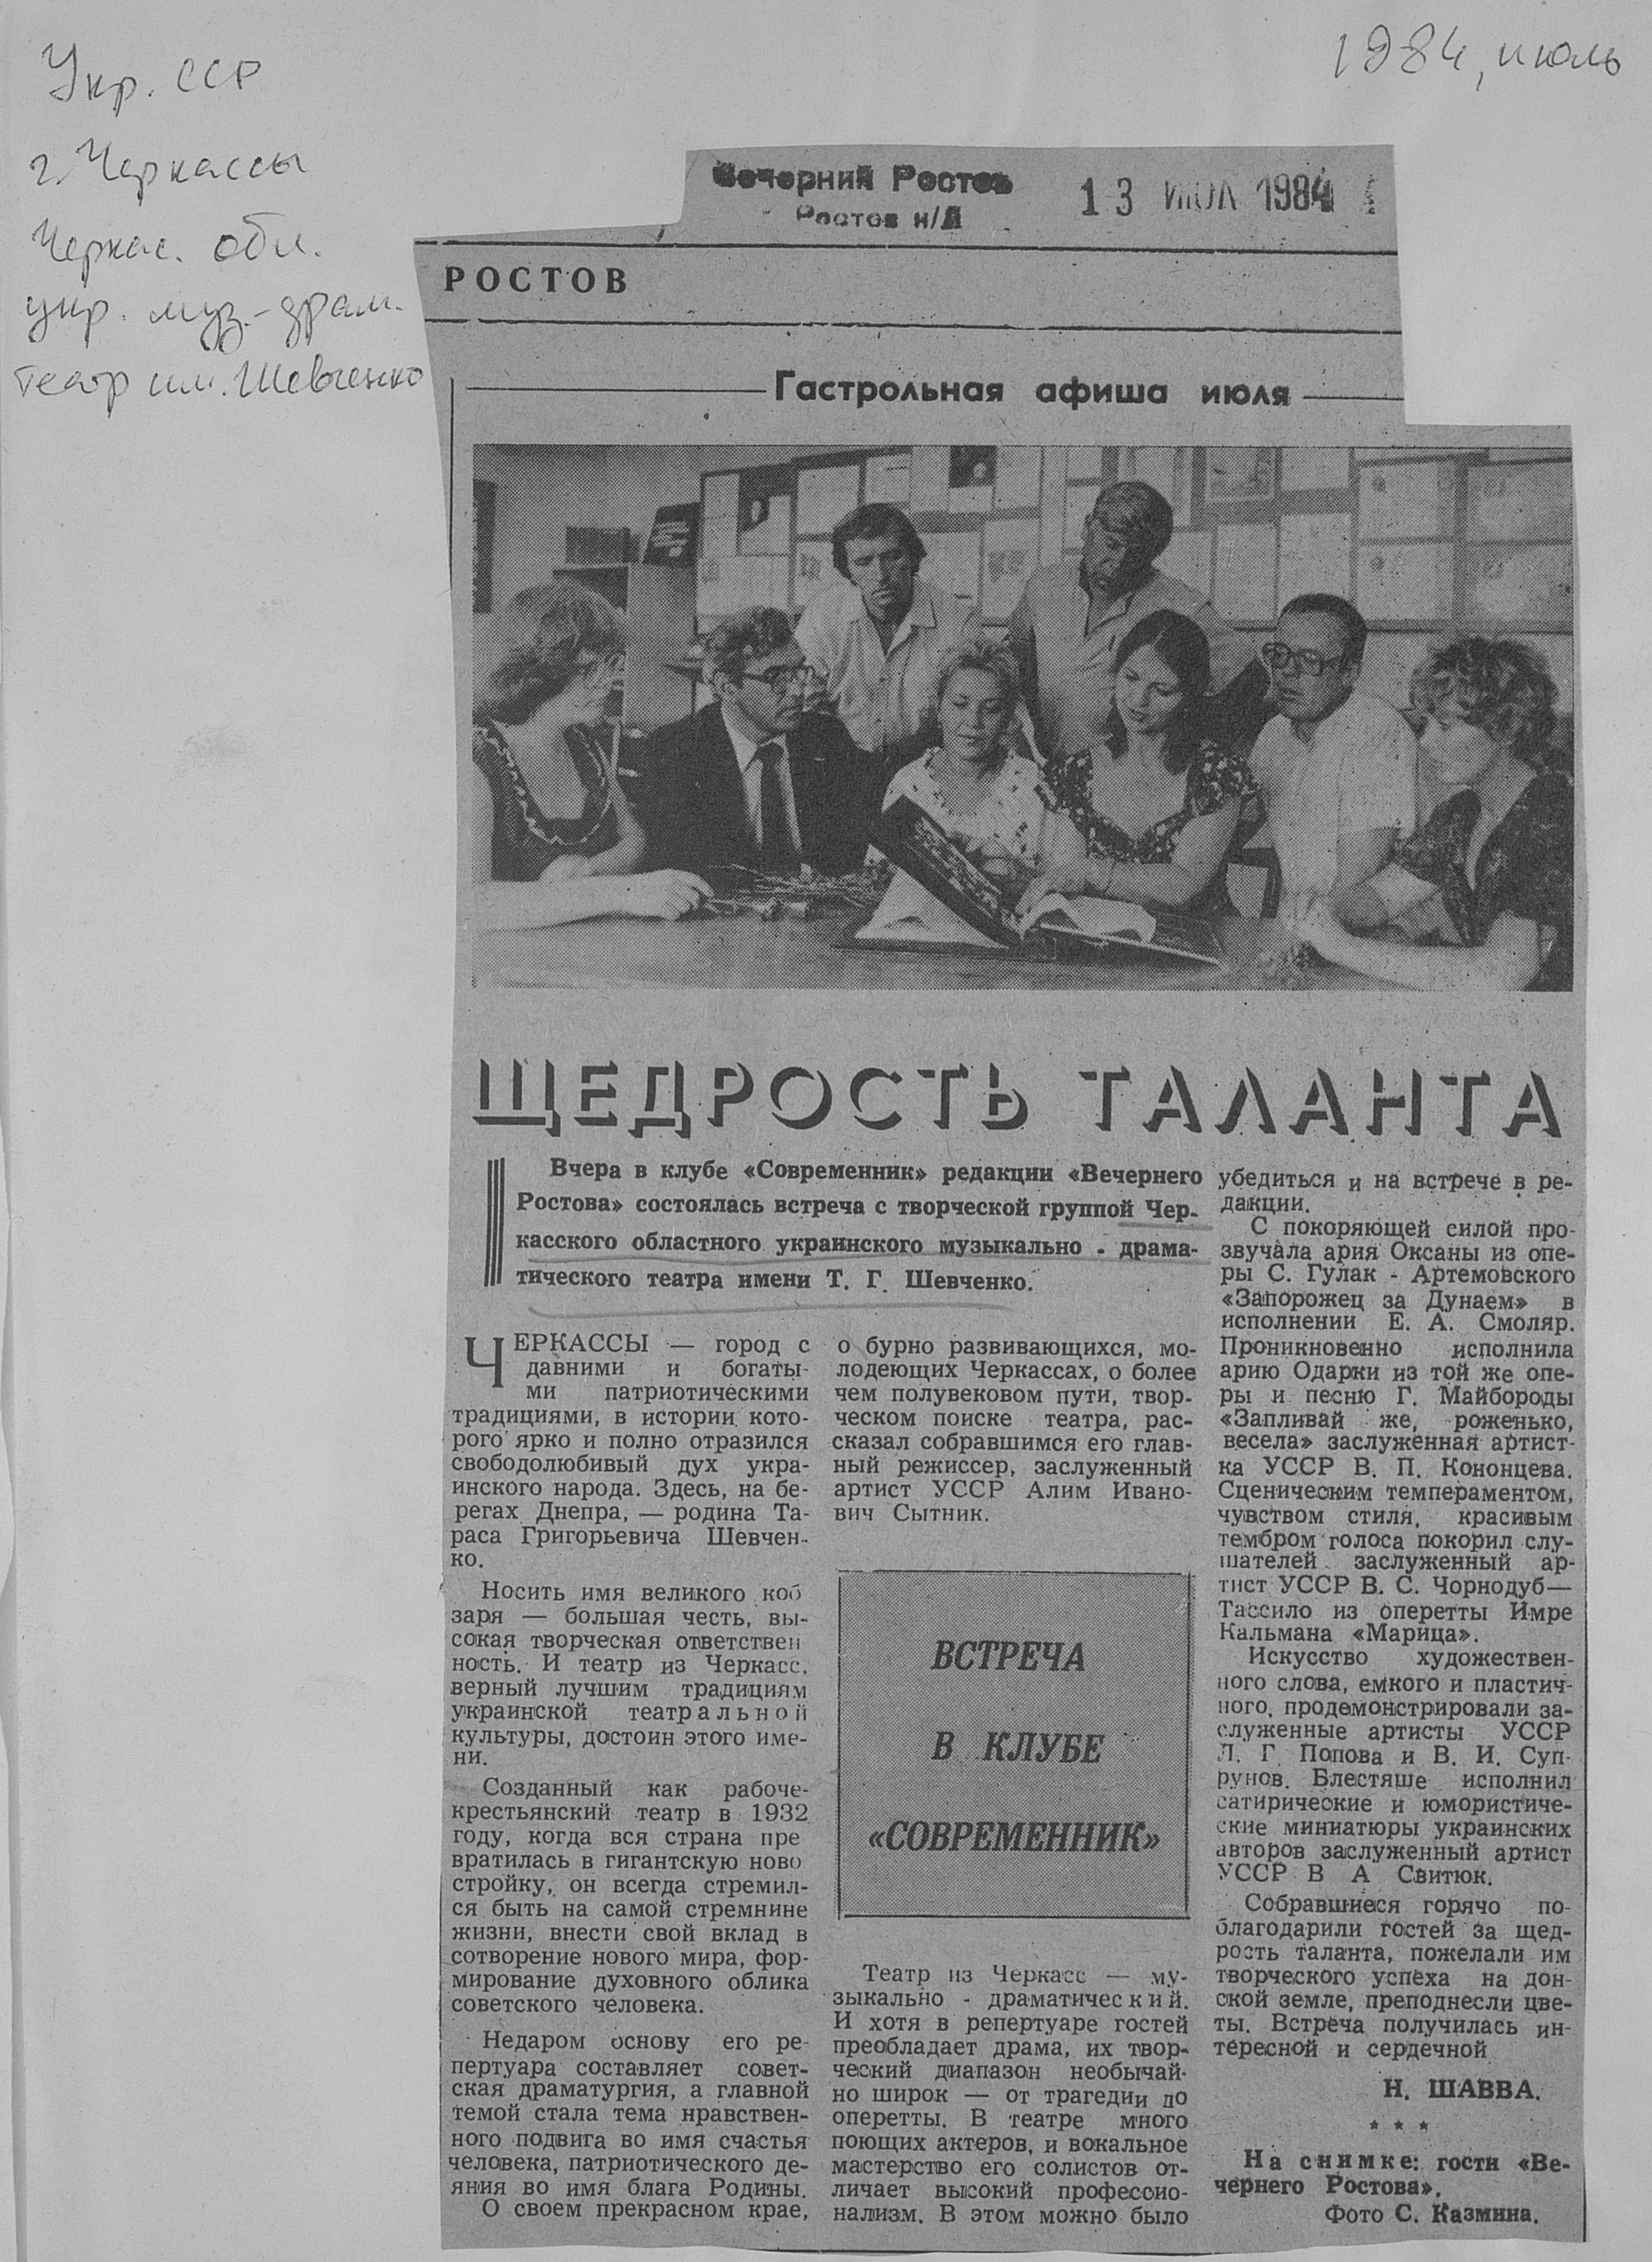 Укр. ССР
г. Черкассы
Черкас. обл.
укр. муз.-драм.
театр им. Шевченко
1984, июль
Вечерний Ростов
Ростов н/Д
13 ИЮЛ 1984
РОСТОВ
Гастрольная афиша июля
ЩЕДРОСТЬ ТАЛАНТА
Вчера в клубе «Современник» редакции «Вечернего
Ростова» состоялась встреча с творческой группой Чер-
касского областного украинского музыкально - драма-
тического театра имени Т. Г. Шевченко.
ЧЕРКАССЫ — город с
давними и богаты-
ми патриотическими
традициями, в истории кото-
рого ярко и полно отразился
свободолюбивый дух укра-
инского народа. Здесь, на бе-
регах Днепра, — родина Та-
раса Григорьевича Шевчен-
ко.
Носить имя великого коб
заря — большая честь, вы-
сокая творческая ответствен
ность. И театр из Черкасс,
верный лучшим традициям
украинской театральной
культуры, достоин этого име-
ни.
Созданный как рабоче-
крестьянский театр в 1932
году, когда вся страна пре
вратилась в гигантскую ново
стройку, он всегда стремил-
ся быть на самой стремнине
жизни, внести свой вклад в
сотворение нового мира, фор-
мирование духовного облика
советского человека.
Недаром основу его ре-
пертуара составляет совет-
ская драматургия, а главной
темой стала тема нравствен-
ного подвига во имя счастья
человека, патриотического де-
яния во имя блага Родины.
О своем прекрасном крае,
о бурно развивающихся, мо-
лодеющих Черкассах, о более
чем полувековом пути, твор-
ческом поиске театра, рас-
сказал собравшимся его глав-
ный режиссер, заслуженный
артист УССР Алим Ивано-
вич Сытник.
ВСТРЕЧА
В КЛУБЕ
«СОВРЕМЕННИК»
Театр из Черкасс — му-
зыкально - драматический.
И хотя в репертуаре гостей
преобладает драма, их твор-
ческий диапазон необычай-
но широк — от трагедии до
оперетты. В театре много
поющих актеров, и вокальное
мастерство его солистов от-
личает высокий профессио-
нализм. В этом можно было
убедиться и на встрече в ре-
дакции.
С покоряющей силой про-
звучала ария Оксаны из опе-
ры С. Гулак - Артемовского
«Запорожец за Дунаем» в
исполнении Е. А. Смоляр.
Проникновенно исполнила
арию Одарки из той же опе-
ры и песню Г. Майбороды
«Запливай же, роженько,
весела» заслуженная артист-
ка УССР В. П. Кононцева.
Сценическим темпераментом,
чувством стиля, красивым
тембром голоса покорил слу-
шателей заслуженный ар-
тист УССР В. С. Чорнодуб—
Тассило из оперетты Имре
Кальмана «Марица».
Искусство художествен-
ного слова, емкого и пластич-
ного, продемонстрировали за-
служенные артисты УССР
Л. Г. Попова и В. И. Суп-
рунов. Блестяще исполнил
сатирические и юмористиче-
ские миниатюры украинских
авторов заслуженный артист
УССР В А Свитюк.
Собравшиеся горячо по-
благодарили гостей за щед-
рость таланта, пожелали им
творческого успеха на дон-
ской земле, преподнесли цве-
ты. Встреча получилась ин-
тересной и сердечной
Н. ШАВВА.
* * *
На снимке: гости «Ве-
чернего Ростова».
Фото С. Казмина.